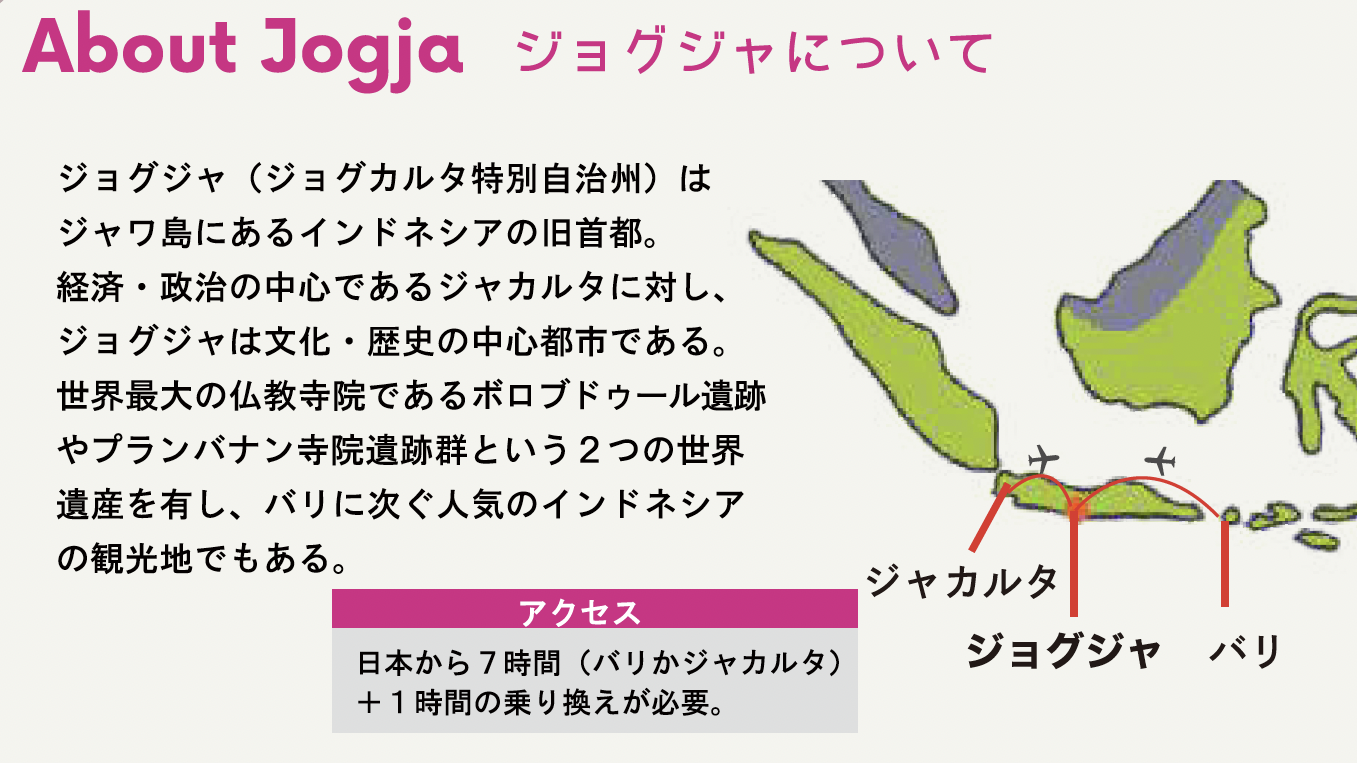 About Jogja ジョグジャについて
ジョグジャ（ジョグカルタ特別自治州）は
ジャワ島にあるインドネシアの旧首都。
経済・政治の中心であるジャカルタに対し、
ジョグジャは文化・歴史の中心都市である。
世界最大の仏教寺院であるボロブドゥール遺跡
やプランバナン寺院遺跡群という２つの世界
遺産を有し、バリに次ぐ人気のインドネシア
の観光地でもある。
アクセス
日本から７時間（バリかジャカルタ）
＋１時間の乗り換えが必要。
ジャカルタ
ジョグジャ
バリ